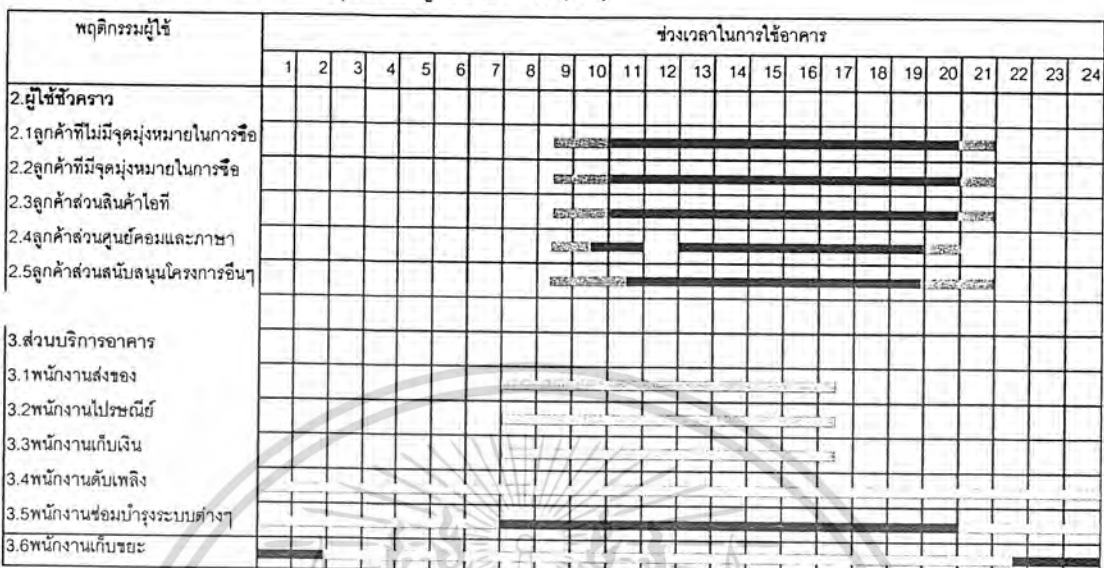 พฤติกรรมผู้ใช้
ช่วงเวลาในการใช้อาคาร
1 2 3 4 5 6 7 8 9 10 11 12 13 14 15 16 17 18 19 20 21 22 23 24
2.ผู้ใช้ชั่วคราว
2.1ลูกค้าที่ไม่มีจุดมุ่งหมายในการซื้อ
2.2ลูกค้าที่มีจุดมุ่งหมายในการซื้อ
2.3ลูกค้าส่วนสินค้าไอที
2.4ลูกค้าส่วนศูนย์คอมและภาษา
2.5ลูกค้าส่วนสนับสนุนโครงการอื่นๆ
3.ส่วนบริการอาคาร
3.1พนักงานส่งของ
3.2พนักงานไปรษณีย์
3.3พนักงานเก็บเงิน
3.4พนักงานดับเพลิง
3.5พนักงานซ่อมบำรุงระบบต่างๆ
3.6พนักงานเก็บขยะ